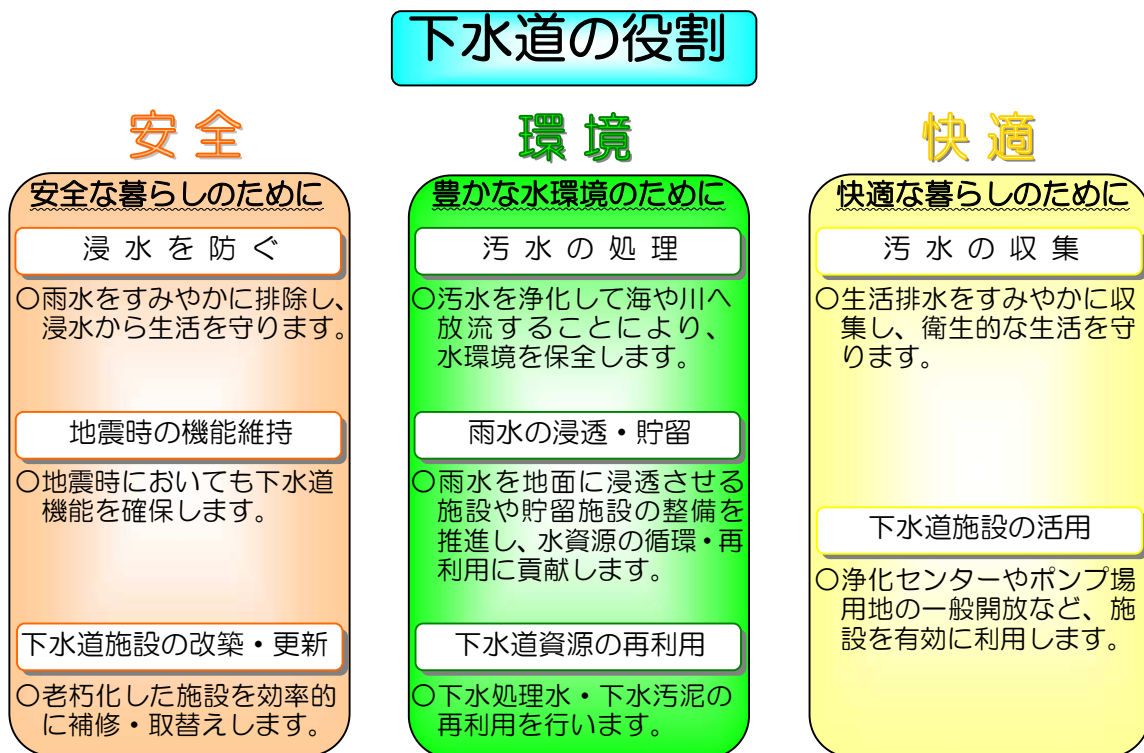 下水道の役割
安全
安全な暮らしのために
浸水を防ぐ
○雨水をすみやかに排除し、
浸水から生活を守ります。
地震時の機能維持
○地震時においても下水道
機能を確保します。
下水道施設の改築・更新
○老朽化した施設を効率的
に補修・取替えします。
環境
豊かな水環境のために
汚水の処理
○汚水を浄化して海や川へ
放流することにより、
水環境を保全します。
雨水の浸透・貯留
○雨水を地面に浸透させる
施設や貯留施設の整備を
推進し、水資源の循環・再
利用に貢献します。
下水道資源の再利用
○下水処理水・下水汚泥の
再利用を行います。
快適
快適な暮らしのために
汚水の収集
○生活排水をすみやかに収
集し、衛生的な生活を守
ります。
下水道施設の活用
○浄化センターやポンプ場
用地の一般開放など、施
設を有効に利用します。